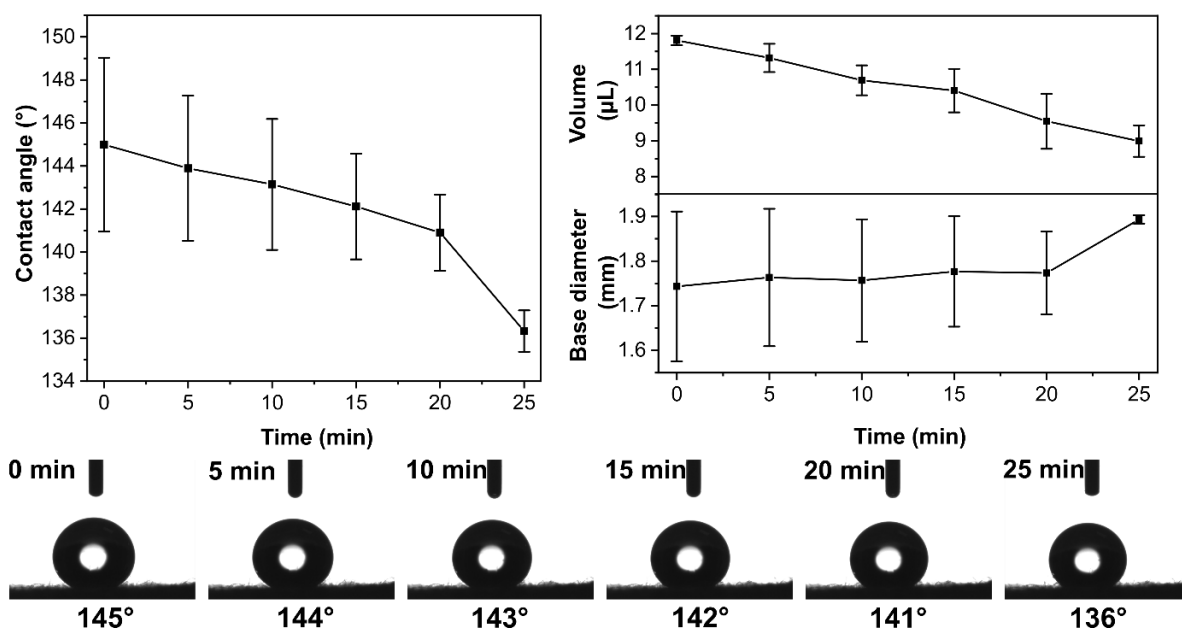 Contact angle (°)
150
148
146
144
142
140
138
136
134
0 5 10 15 20 25
Time (min)
Volume
(µL)
12
11
10
9
8
Base diameter
(mm)
1.9
1.8
1.7
1.6
0 5 10 15 20 25
Time (min)
0 min 5 min 10 min 15 min 20 min 25 min
145° 144° 143° 142° 141° 136°